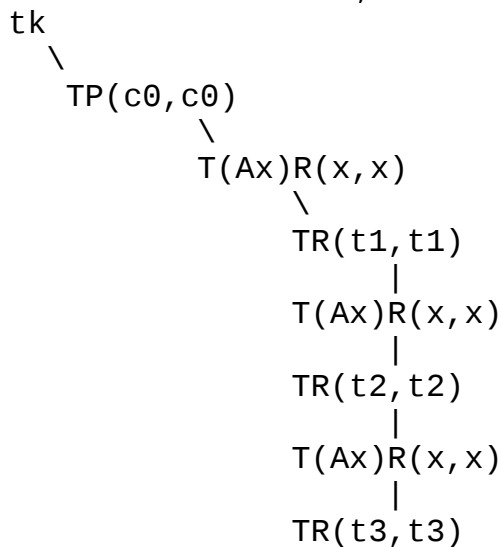 tk
\
TP(c0,c0)
\
T(Ax)R(x,x)
\
TR(t1,t1)
|
T(Ax)R(x,x)
|
TR(t2,t2)
|
T(Ax)R(x,x)
|
TR(t3,t3)